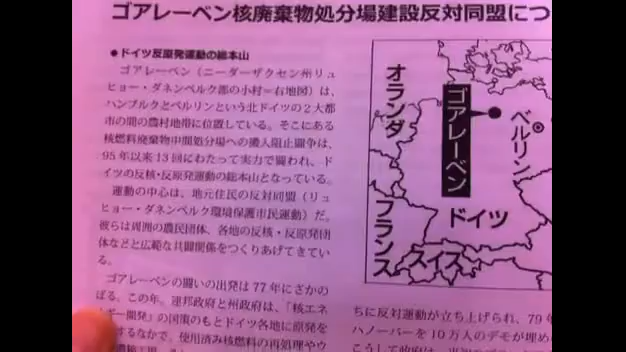 ゴアレーベン核廃棄物処分場建設反対同盟につ
●ドイツ反原発運動の総本山
ゴアレーベン（ニーダーザクセン州リュ
ヒョー・ダネンベルク郡の小村＝右地図）は、
ハンブルクとベルリンという北ドイツの2大都
市の間の農村地帯に位置している。そこにある
核燃料廃棄物中間処分場への搬入阻止闘争は、
95年以来13回にわたって実力で闘われ、ド
イツの反核・反原発運動の総本山となっている。
運動の中心は、地元住民の反対同盟（リュ
ヒョー・ダネンベルク環境保護市民運動）だ。
彼らは周囲の農民団体、各地の反核・反原発団
体などと広範な共闘関係をつくりあげてきてい
る。
ゴアレーベンの闘いの出発は77年にさかの
ぼる。この年、連邦政府と州政府は、「核エネ
ギー開発」の国策のもとドイツ各地に原発を
するなかで、使用済み核燃料の再処理やウ
オランダ
ゴアレーベン
ベルリン
ドイツ
フランス
スイス
ちに反対運動が立ち上げられ、79年
ハノーバーを10万人のデモが埋め